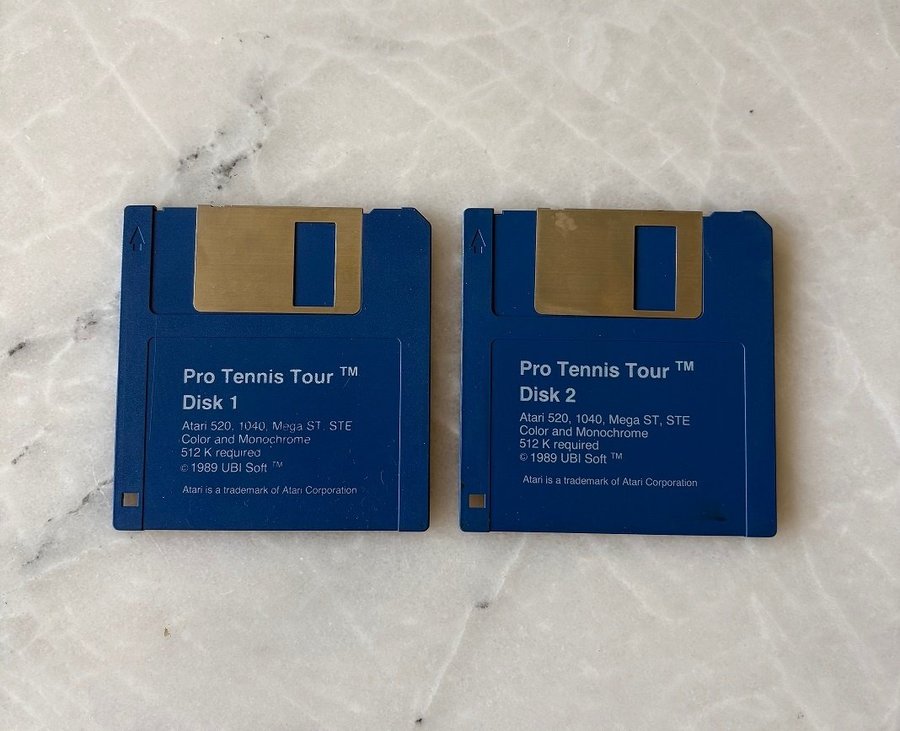 Pro Tennis Tour ™
Disk 1
Atari 520, 1040, Mega ST, STE
Color and Monochrome
512 K required
© 1989 UBI Soft ™
Atari is a trademark of Atari Corporation
Pro Tennis Tour ™
Disk 2
Atari 520, 1040, Mega ST, STE
Color and Monochrome
512 K required
© 1989 UBI Soft ™
Atari is a trademark of Atari Corporation